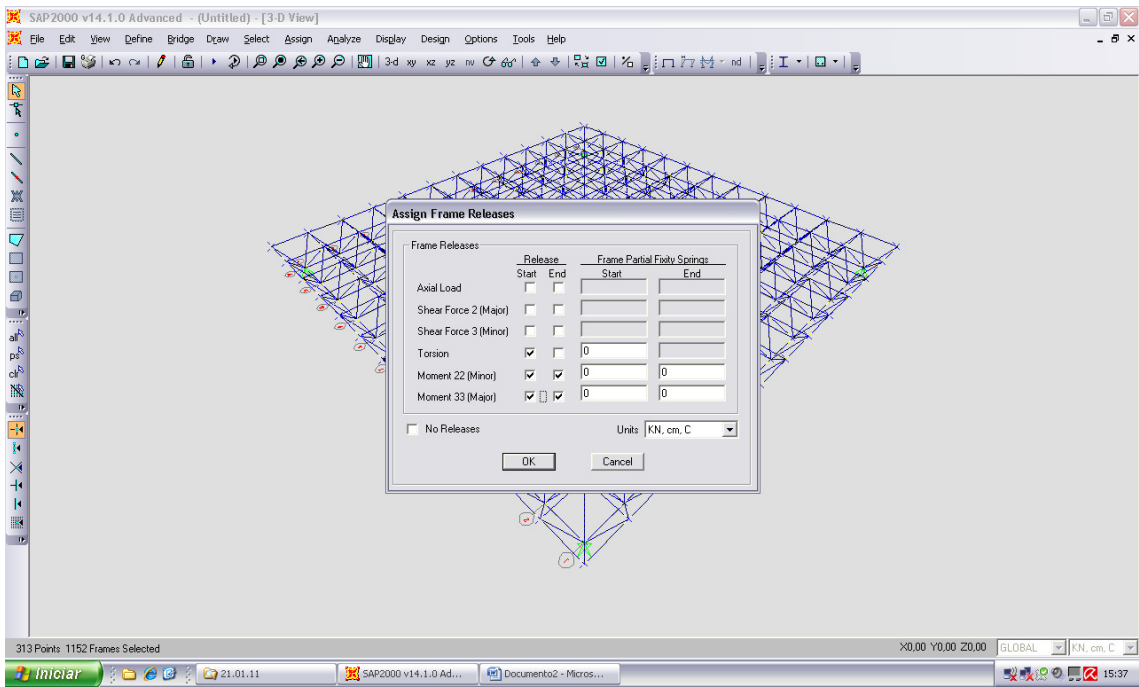 SAP2000 v14.1.0 Advanced - (Untitled) - [3-D View]
File Edit View Define Bridge Draw Select Assign Analyze Display Design Options Tools Help
3-d xy xz yz nv nd
all
ps
clr
Assign Frame Releases
Frame Releases
Release Frame Partial Fixity Springs
Start End Start End
Axial Load
Shear Force 2 (Major)
Shear Force 3 (Minor)
Torsion 0
Moment 22 (Minor) 0 0
Moment 33 (Major) 0 0
No Releases Units KN, cm, C
OK Cancel
313 Points 1152 Frames Selected X0,00 Y0,00 Z0,00 GLOBAL KN, cm, C
Iniciar 21.01.11 SAP2000 v14.1.0 Ad... Documento2 - Micros... 15:37